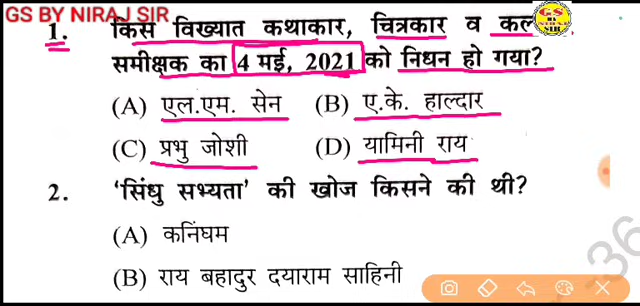 GS BY NIRAJ SIR
1. किस विख्यात कथाकार, चित्रकार व
समीक्षक का 4 मई, 2021 को निधन हो गया?
(A) एल.एम. सेन (B) ए.के. हाल्दार
(C) प्रभु जोशी (D) यामिनी राय
2. 'सिंधु सभ्यता' की खोज किसने की थी?
(A) कनिंघम
(B) राय बहादुर दयाराम साहिनी
36